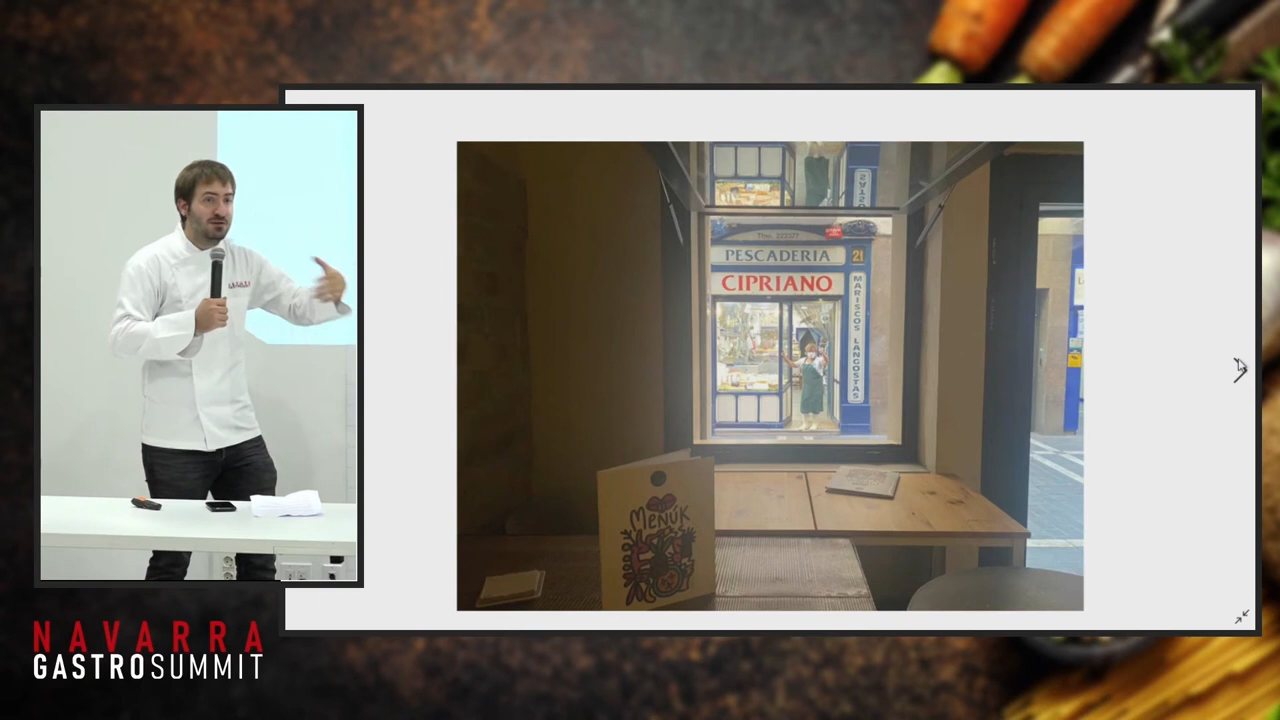 PESCADERIA
21
CIPRIANO
MARISCOS LANGOSTAS
MENÚK
NAVARRA
GASTROSUMMIT